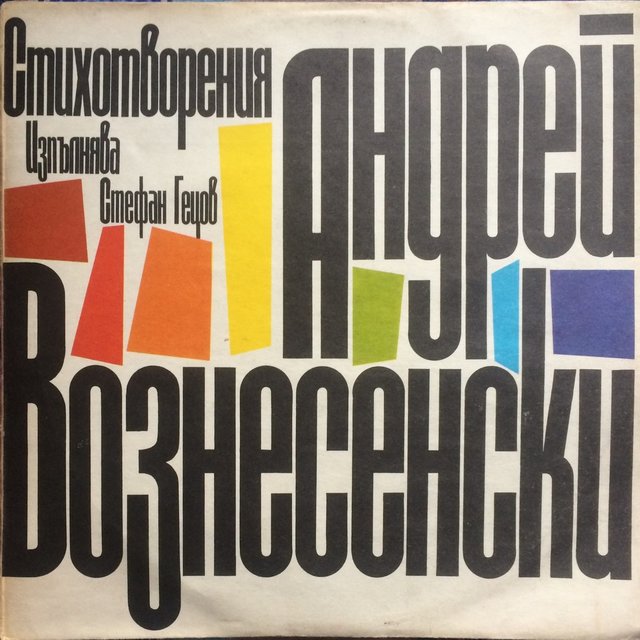 Стихотворения
Изпълнява
Стефан Гецов
Андрей
Вознесенски